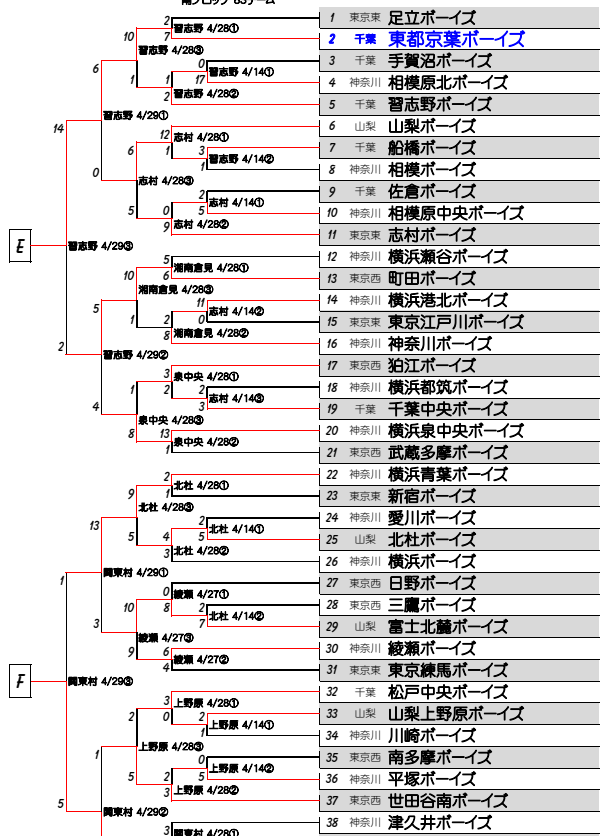 南ブロック 83チーム
1 東京東 足立ボーイズ
2 千葉 東都京葉ボーイズ
3 千葉 手賀沼ボーイズ
4 神奈川 相模原北ボーイズ
5 千葉 習志野ボーイズ
6 山梨 山梨ボーイズ
7 千葉 船橋ボーイズ
8 神奈川 相模ボーイズ
9 千葉 佐倉ボーイズ
10 神奈川 相模原中央ボーイズ
11 東京東 志村ボーイズ
12 神奈川 横浜瀬谷ボーイズ
13 東京西 町田ボーイズ
14 神奈川 横浜港北ボーイズ
15 東京東 東京江戸川ボーイズ
16 神奈川 神奈川ボーイズ
17 東京西 狛江ボーイズ
18 神奈川 横浜都筑ボーイズ
19 千葉 千葉中央ボーイズ
20 神奈川 横浜泉中央ボーイズ
21 東京西 武蔵多摩ボーイズ
22 神奈川 横浜青葉ボーイズ
23 東京東 新宿ボーイズ
24 神奈川 愛川ボーイズ
25 山梨 北杜ボーイズ
26 神奈川 横浜ボーイズ
27 東京西 日野ボーイズ
28 東京西 三鷹ボーイズ
29 山梨 富士北麓ボーイズ
30 神奈川 綾瀬ボーイズ
31 東京東 東京練馬ボーイズ
32 千葉 松戸中央ボーイズ
33 山梨 山梨上野原ボーイズ
34 神奈川 川崎ボーイズ
35 東京西 南多摩ボーイズ
36 神奈川 平塚ボーイズ
37 東京西 世田谷南ボーイズ
38 神奈川 津久井ボーイズ
2
習志野 4/28①
10 7
習志野 4/28③
6 0
習志野 4/14①
1 1 17
習志野 4/28②
2
習志野 4/29①
14
12
志村 4/28①
6 1 3
習志野 4/14②
1
0
志村 4/28③
2
志村 4/14①
5 0 5
志村 4/28②
9
E
習志野 4/29③
5
湘南倉見 4/28①
10 6
湘南倉見 4/28③
5 11
志村 4/14②
1 2 0
湘南倉見 4/28②
8
2
習志野 4/29②
3
泉中央 4/28①
1 2 2
志村 4/14③
3
4
泉中央 4/28③
8 13
泉中央 4/28②
1
2
北杜 4/28①
9 1
北杜 4/28③
13 2
北杜 4/14①
5 4 5
北杜 4/28②
3
関東村 4/29①
1
0
綾瀬 4/27①
10 8 2
北杜 4/14②
7
3
綾瀬 4/27③
9 6
綾瀬 4/27②
4
F
関東村 4/29③
3
上野原 4/28①
2 0 2
上野原 4/14①
1
上野原 4/28③
1 0
上野原 4/14②
5 2 5
上野原 4/28②
3
5
関東村 4/29②
3
関東村 4/28①